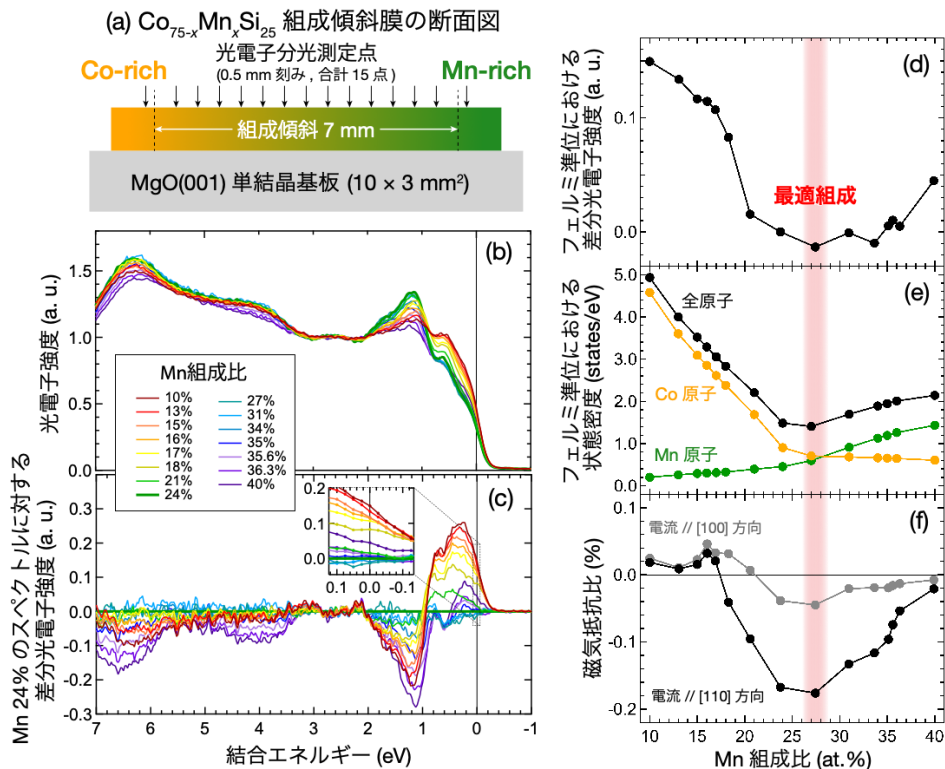 (a) Co75-xMnxSi25 組成傾斜膜の断面図
光電子分光測定点
(0.5 mm 刻み , 合計 15 点 )
Co-rich
Mn-rich
組成傾斜 7 mm
MgO(001) 単結晶基板 (10 × 3 mm²)
(b)
光電子強度 (a. u.)
1.5
1.0
0.5
0.0
Mn組成比
10%
13%
15%
16%
17%
18%
21%
24%
27%
31%
34%
35%
35.6%
36.3%
40%
(c)
Mn 24% のスペクトルに対する
差分光電子強度 (a. u.)
0.3
0.2
0.1
0.0
-0.1
-0.2
-0.3
0.2
0.1
0.0
0.1 0.0 -0.1
7 6 5 4 3 2 1 0 -1
結合エネルギー (eV)
(d)
フェルミ準位における
差分光電子強度 (a. u.)
0.1
0.0
最適組成
(e)
フェルミ準位における
状態密度 (states/eV)
5.0
4.0
3.0
2.0
1.0
0.0
全原子
Co 原子
Mn 原子
(f)
磁気抵抗比 (%)
0.0
-0.1
-0.2
電流 // [100] 方向
電流 // [110] 方向
10 15 20 25 30 35 40
Mn 組成比 (at.%)